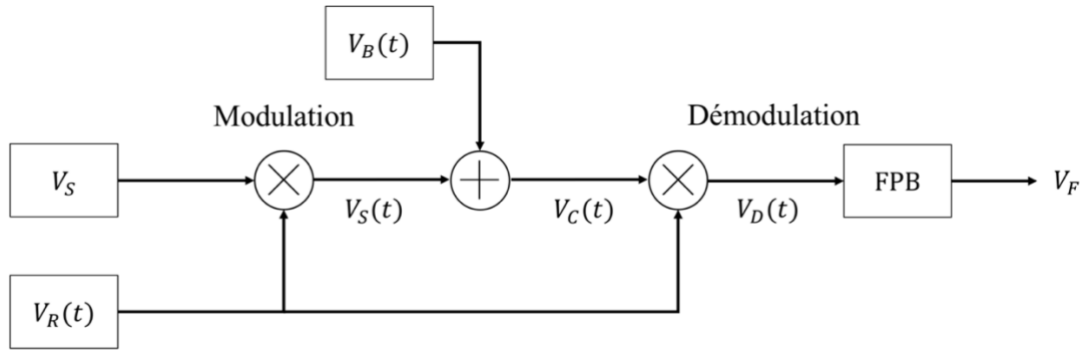 V_B(t)
Modulation
Démodulation
V_S
FPB
V_F
V_S(t)
V_C(t)
V_D(t)
V_R(t)